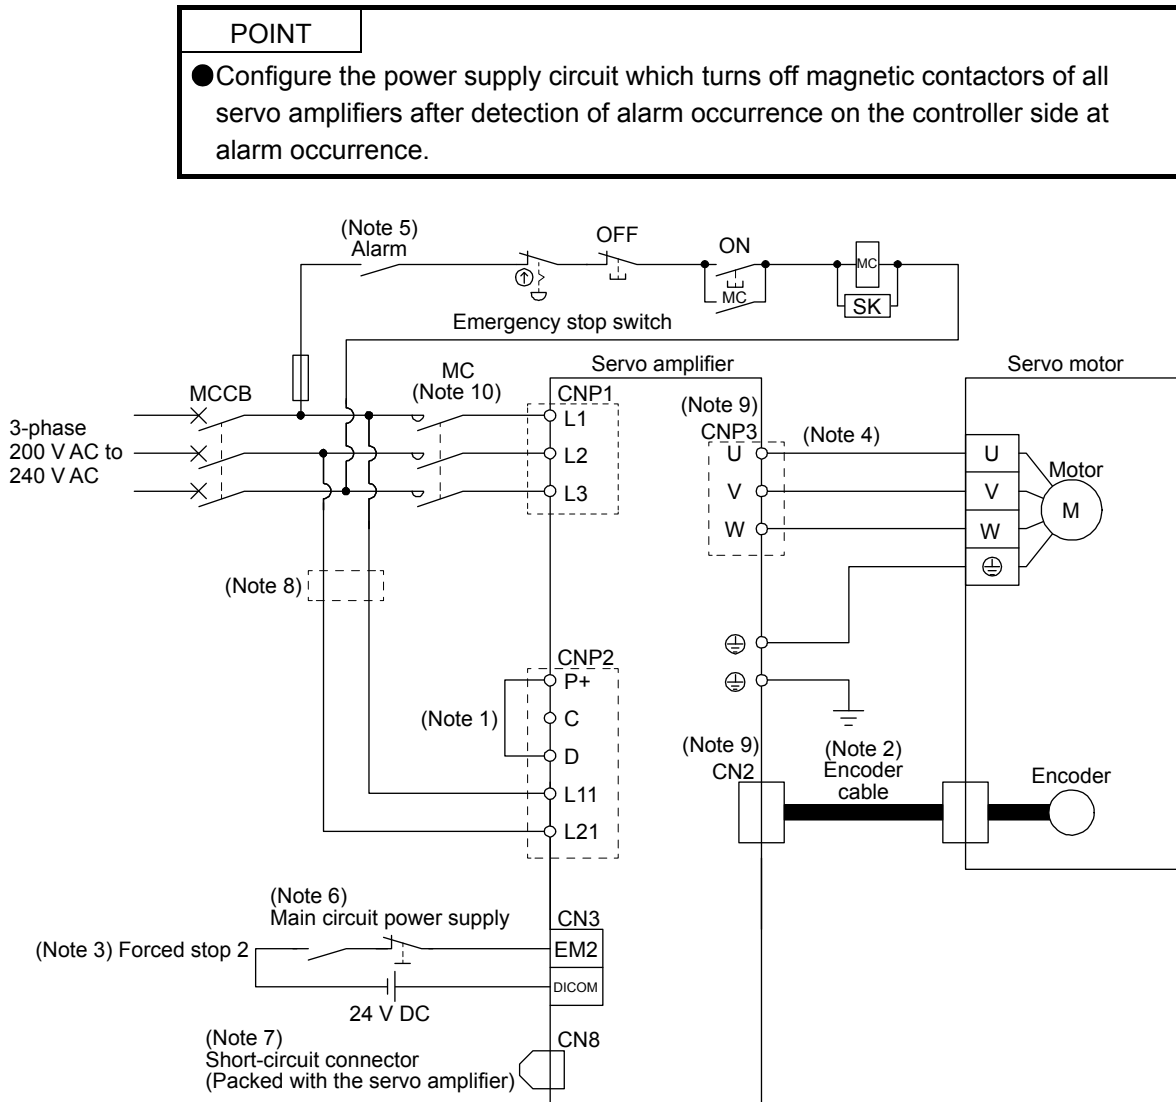 POINT
●Configure the power supply circuit which turns off magnetic contactors of all
servo amplifiers after detection of alarm occurrence on the controller side at
alarm occurrence.
(Note 5)
Alarm
OFF
ON
MC
MC
SK
Emergency stop switch
MCCB
MC
(Note 10)
Servo amplifier
Servo motor
3-phase
200 V AC to
240 V AC
CNP1
L1
L2
L3
(Note 9)
CNP3
U
V
W
(Note 4)
U
V
W
Motor
M
(Note 8)
CNP2
P+
C
D
L11
L21
(Note 1)
(Note 9)
CN2
(Note 2)
Encoder
cable
Encoder
(Note 6)
Main circuit power supply
(Note 3) Forced stop 2
24 V DC
CN3
EM2
DICOM
(Note 7)
Short-circuit connector
(Packed with the servo amplifier)
CN8